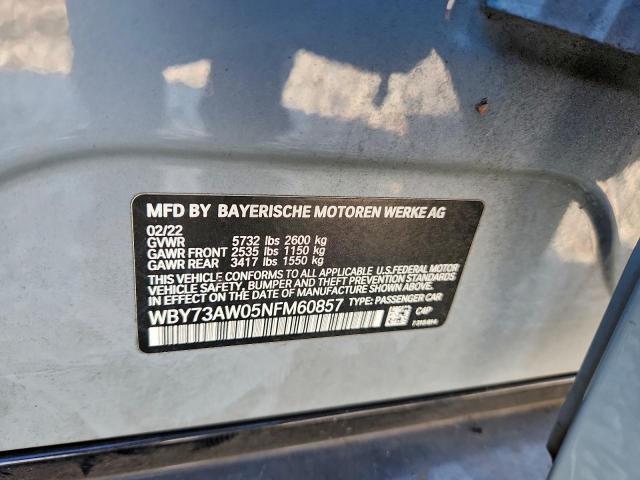 MFD BY BAYERISCHE MOTOREN WERKE AG
02/22
GVWR 5732 lbs 2600 kg
GAWR FRONT 2535 lbs 1150 kg
GAWR REAR 3417 lbs 1550 kg
THIS VEHICLE CONFORMS TO ALL APPLICABLE U.S.FEDERAL MOTOR
VEHICLE SAFETY, BUMPER AND THEFT PREVENTION STANDARDS
IN EFFECT ON THE DATE OF MANUFACTURE SHOWN ABOVE.
WBY73AW05NFM60857 TYPE: PASSENGER CAR
C4P